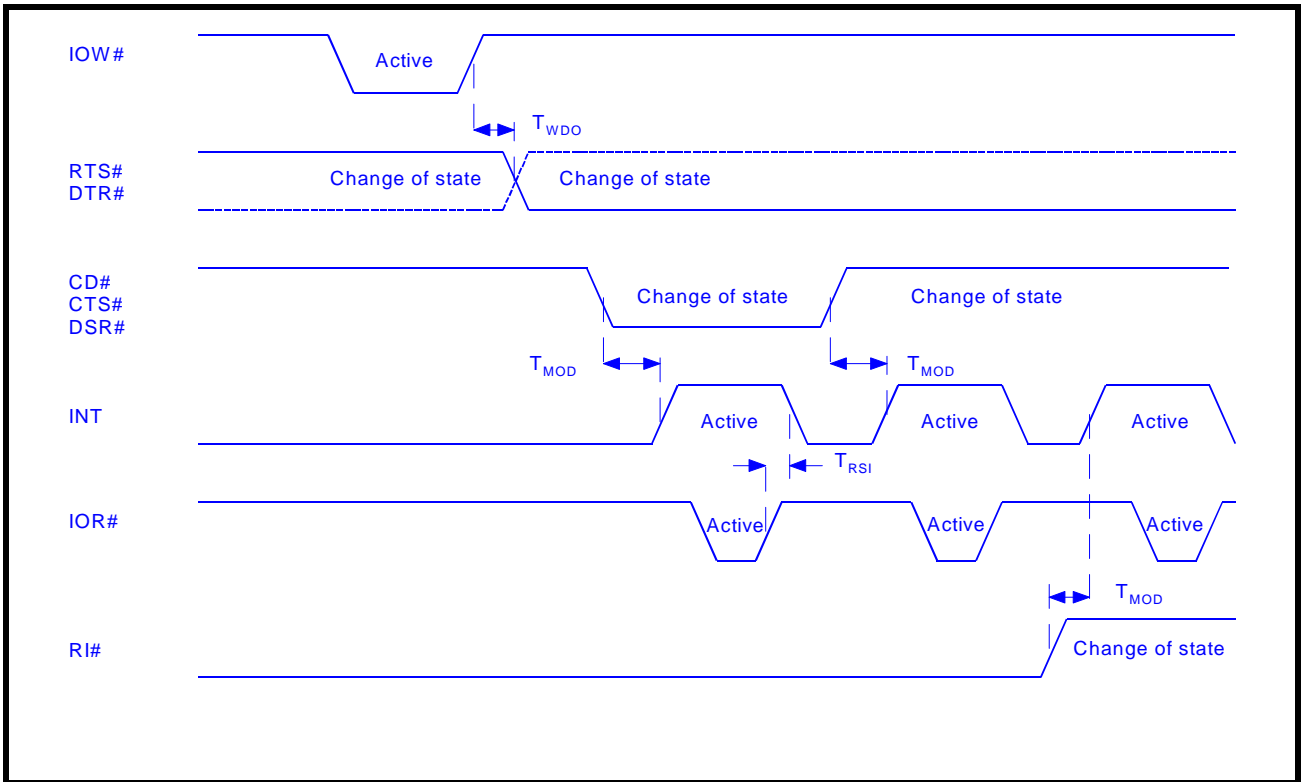 IOW#
Active
TWDO
RTS#
DTR#
Change of state
Change of state
CD#
CTS#
DSR#
Change of state
Change of state
TMOD
TMOD
INT
Active
Active
Active
TRSI
IOR#
Active
Active
Active
TMOD
RI#
Change of state